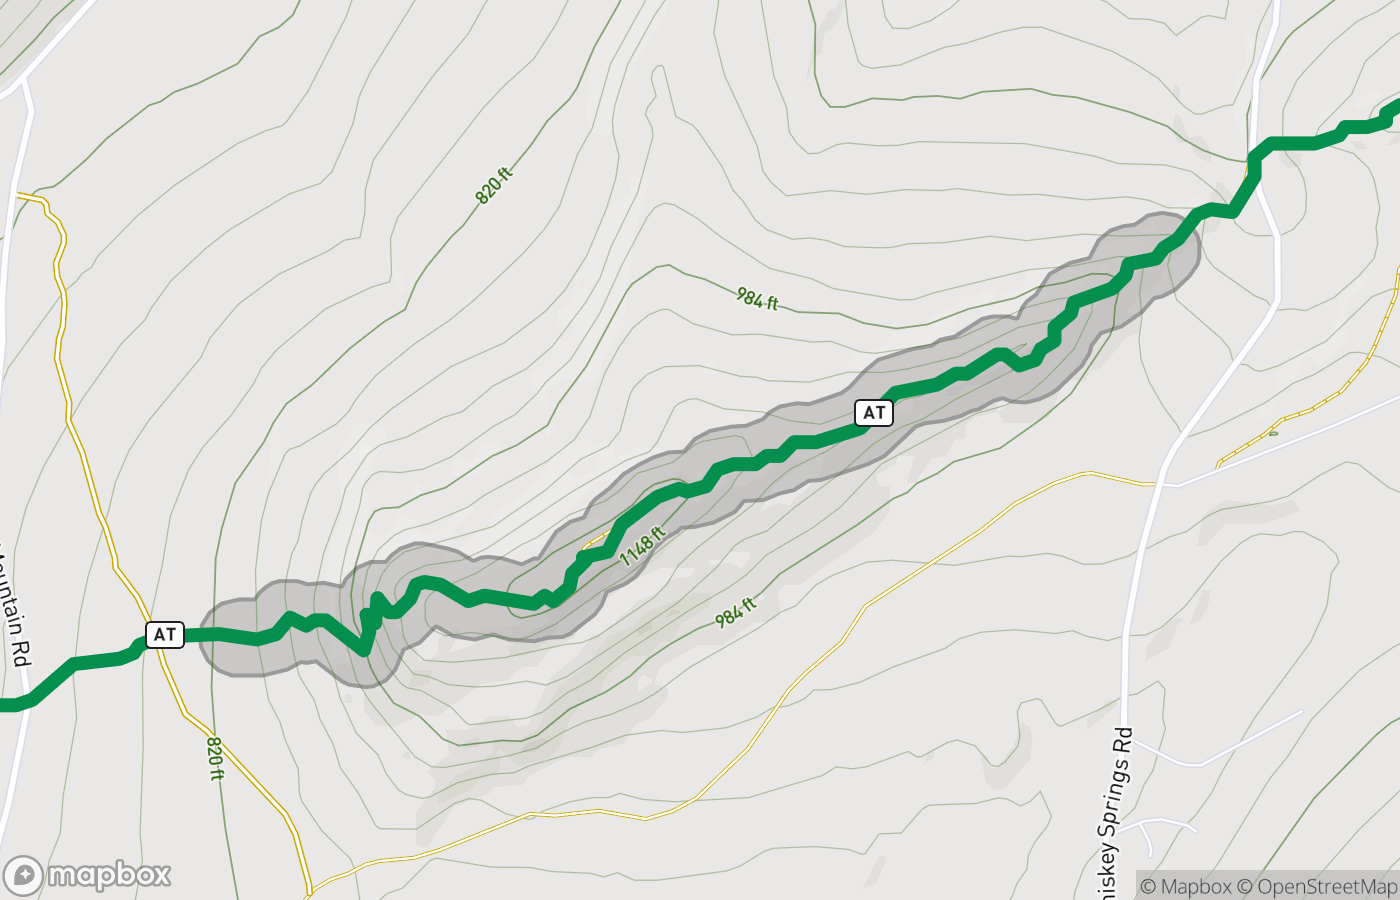 820 ft
984 ft
AT
1148 ft
984 ft
AT
Mountain Rd
820 ft
hiskey Springs Rd
mapbox
© Mapbox © OpenStreetMap